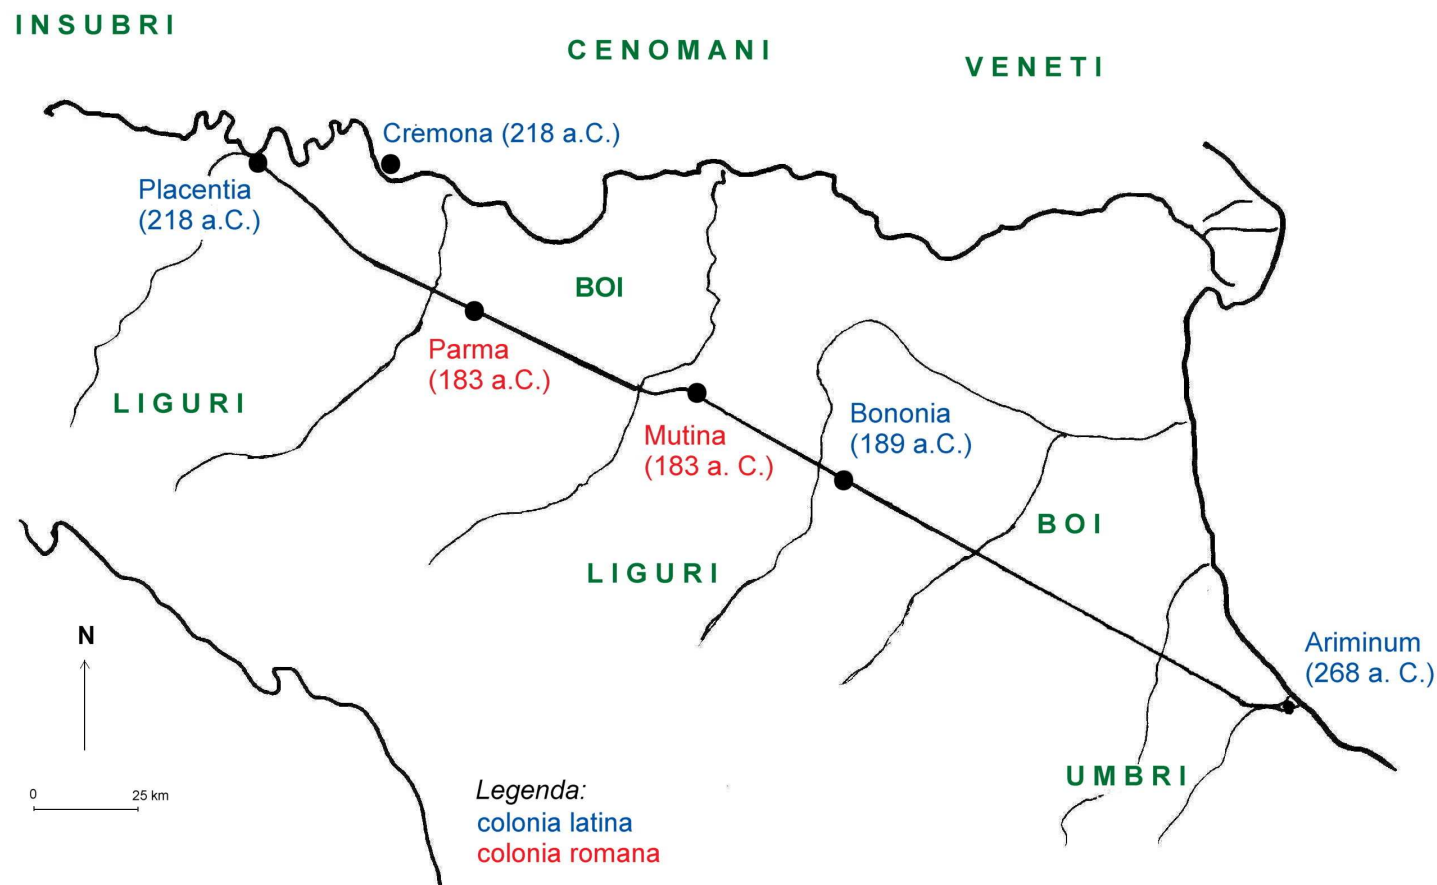 INSUBRI
CENOMANI
VENETI
Cremona (218 a.C.)
Placentia
(218 a.C.)
BOI
Parma
(183 a.C.)
LIGURI
Mutina
(183 a. C.)
Bononia
(189 a.C.)
BOI
LIGURI
N
Ariminum
(268 a. C.)
UMBRI
0 25 km
Legenda:
colonia latina
colonia romana